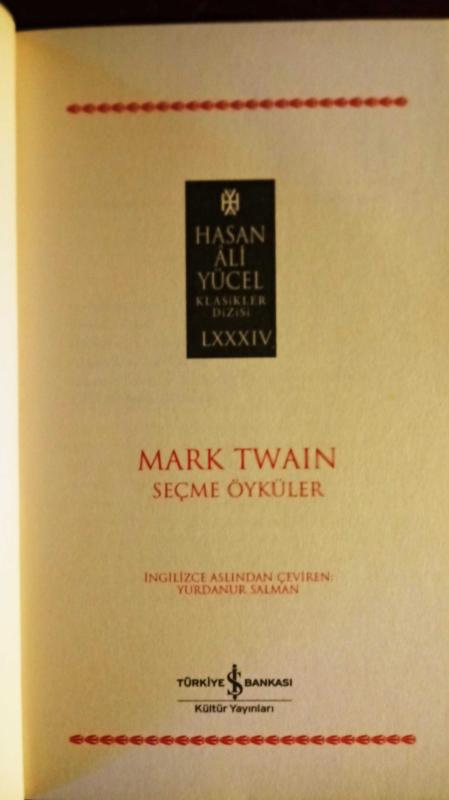 HASAN
ÂLİ
YÜCEL
KLASİKLER
DİZİSİ
LXXXIV
MARK TWAIN
SEÇME ÖYKÜLER
İNGİLİZCE ASLINDAN ÇEVİREN:
YURDANUR SALMAN
TÜRKİYE İŞ BANKASI
Kültür Yayınları